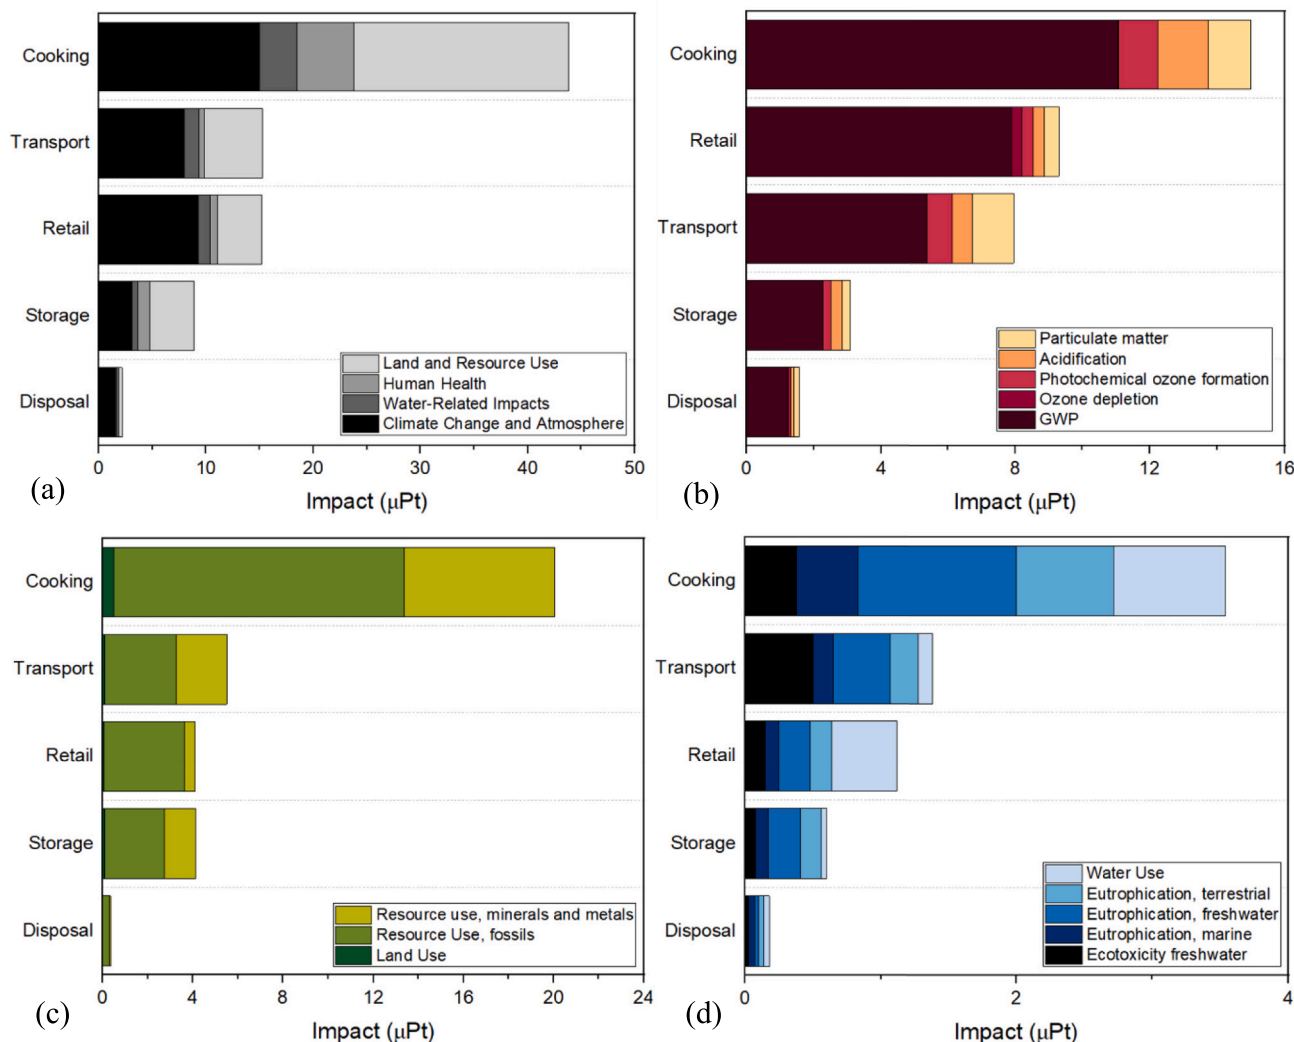 Cooking
Transport
Retail
Storage
Disposal
Land and Resource Use
Human Health
Water-Related Impacts
Climate Change and Atmosphere
0 10 20 30 40 50
Impact (μPt)
(a)
Cooking
Retail
Transport
Storage
Disposal
Particulate matter
Acidification
Photochemical ozone formation
Ozone depletion
GWP
0 4 8 12 16
Impact (μPt)
(b)
Cooking
Transport
Retail
Storage
Disposal
Resource use, minerals and metals
Resource Use, fossils
Land Use
0 4 8 12 16 20 24
Impact (μPt)
(c)
Cooking
Transport
Retail
Storage
Disposal
Water Use
Eutrophication, terrestrial
Eutrophication, freshwater
Eutrophication, marine
Ecotoxicity freshwater
0 2 4
Impact (μPt)
(d)